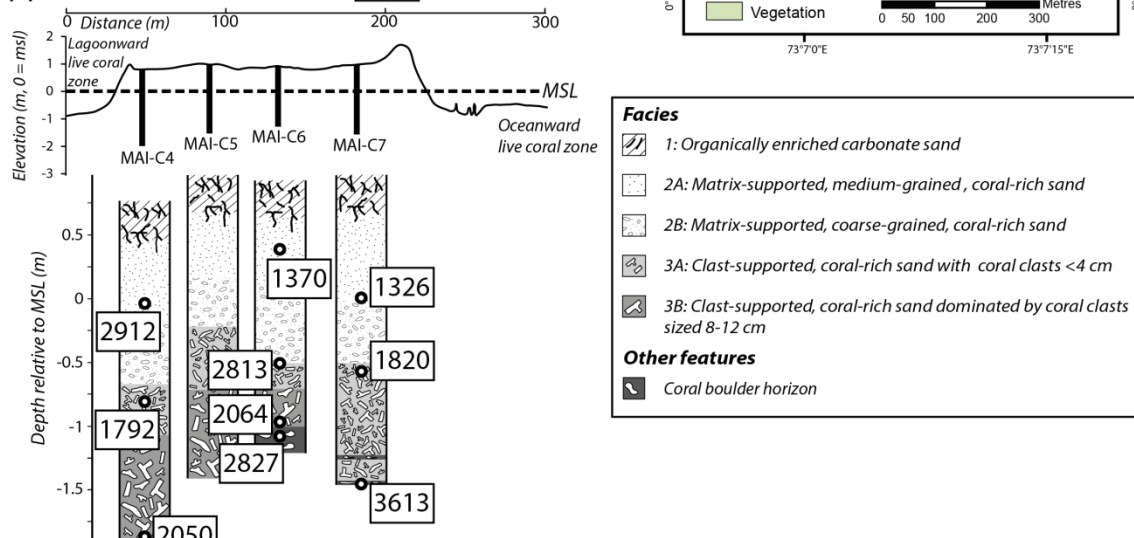 Distance (m)
0
100
200
300
Elevation (m, 0 = msl)
2
1
0
-1
-2
-3
Lagoonward
live coral
zone
MSL
Oceanward
live coral zone
MAI-C4
MAI-C5
MAI-C6
MAI-C7
Depth relative to MSL (m)
0.5
0
-0.5
-1
-1.5
2912
1792
2050
1370
2813
2064
2827
1326
1820
3613
Vegetation
Metres
0 50 100 200 300
0°
73°7'0"E
73°7'15"E
Facies
1: Organically enriched carbonate sand
2A: Matrix-supported, medium-grained , coral-rich sand
2B: Matrix-supported, coarse-grained, coral-rich sand
3A: Clast-supported, coral-rich sand with coral clasts <4 cm
3B: Clast-supported, coral-rich sand dominated by coral clasts
sized 8-12 cm
Other features
Coral boulder horizon